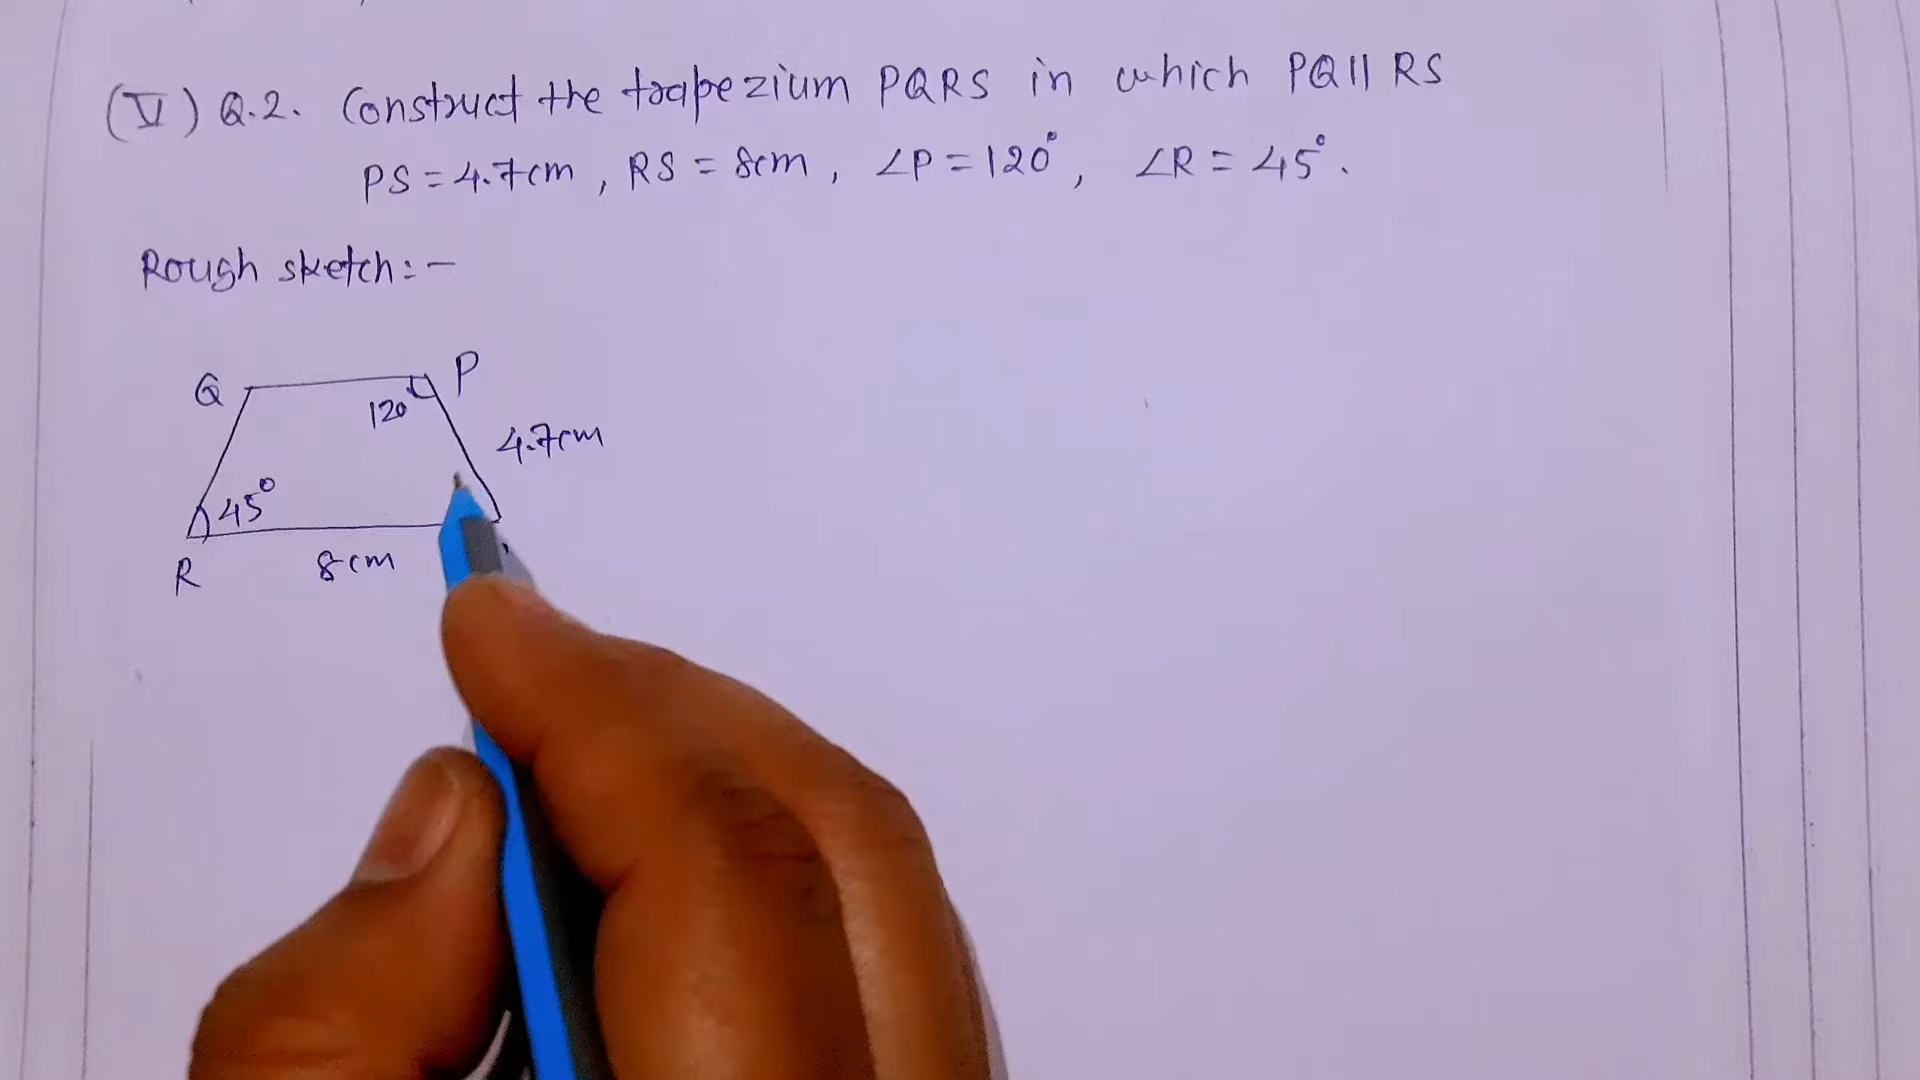 (V) Q.2. Construct the trapezium PQRS in which PQ || RS
PS = 4.7cm, RS = 8cm, ∠P = 120°, ∠R = 45°.
Rough sketch:-
Q P
120
4.7cm
45°
8cm
R